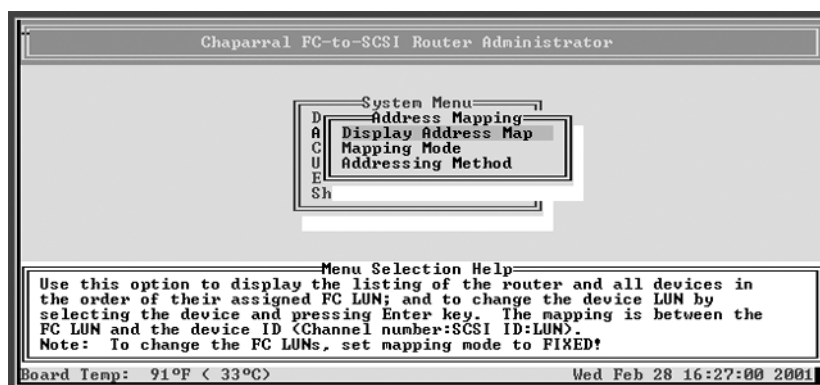 Chaparral FC-to-SCSI Router Administrator
System Menu
D
Address Mapping
A
Display Address Map
C
Mapping Mode
U
Addressing Method
E
Sh
Menu Selection Help
Use this option to display the listing of the router and all devices in
the order of their assigned FC LUN; and to change the device LUN by
selecting the device and pressing Enter key. The mapping is between the
FC LUN and the device ID (Channel number:SCSI ID:LUN).
Note: To change the FC LUNs, set mapping mode to FIXED!
Board Temp: 91ºF ( 33ºC)
Wed Feb 28 16:27:00 2001